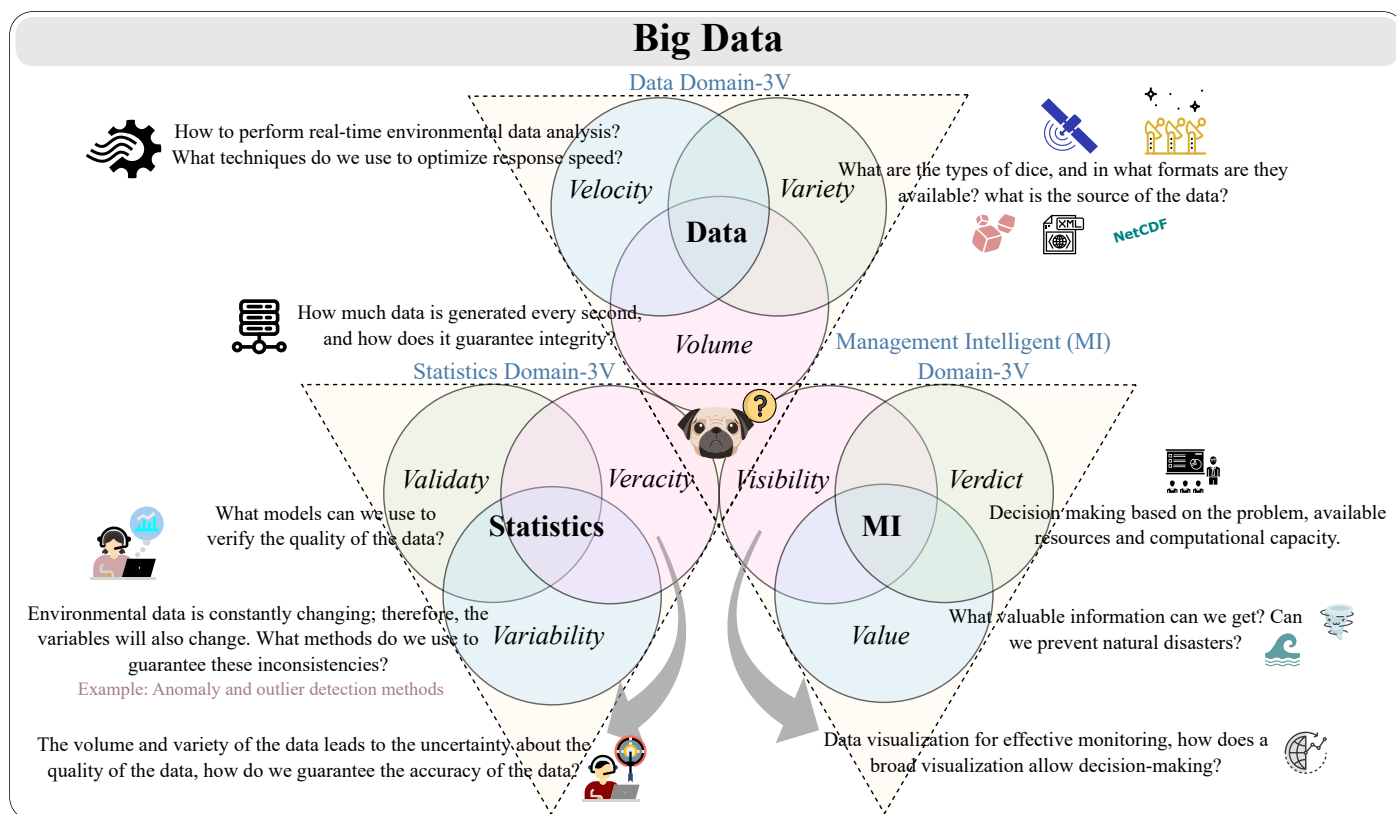 Big Data
Data Domain-3V
How to perform real-time environmental data analysis?
What techniques do we use to optimize response speed?
Velocity
Variety
Data
Volume
What are the types of dice, and in what formats are they
available? what is the source of the data?
XML
NetCDF
How much data is generated every second,
and how does it guarantee integrity?
Statistics Domain-3V
Management Intelligent (MI)
Domain-3V
?
Validaty
Veracity
Statistics
Variability
Visibility
Verdict
MI
Value
What models can we use to
verify the quality of the data?
Decision making based on the problem, available
resources and computational capacity.
Environmental data is constantly changing; therefore, the
variables will also change. What methods do we use to
guarantee these inconsistencies?
Example: Anomaly and outlier detection methods
What valuable information can we get? Can
we prevent natural disasters?
The volume and variety of the data leads to the uncertainty about the
quality of the data, how do we guarantee the accuracy of the data?
Data visualization for effective monitoring, how does a
broad visualization allow decision-making?